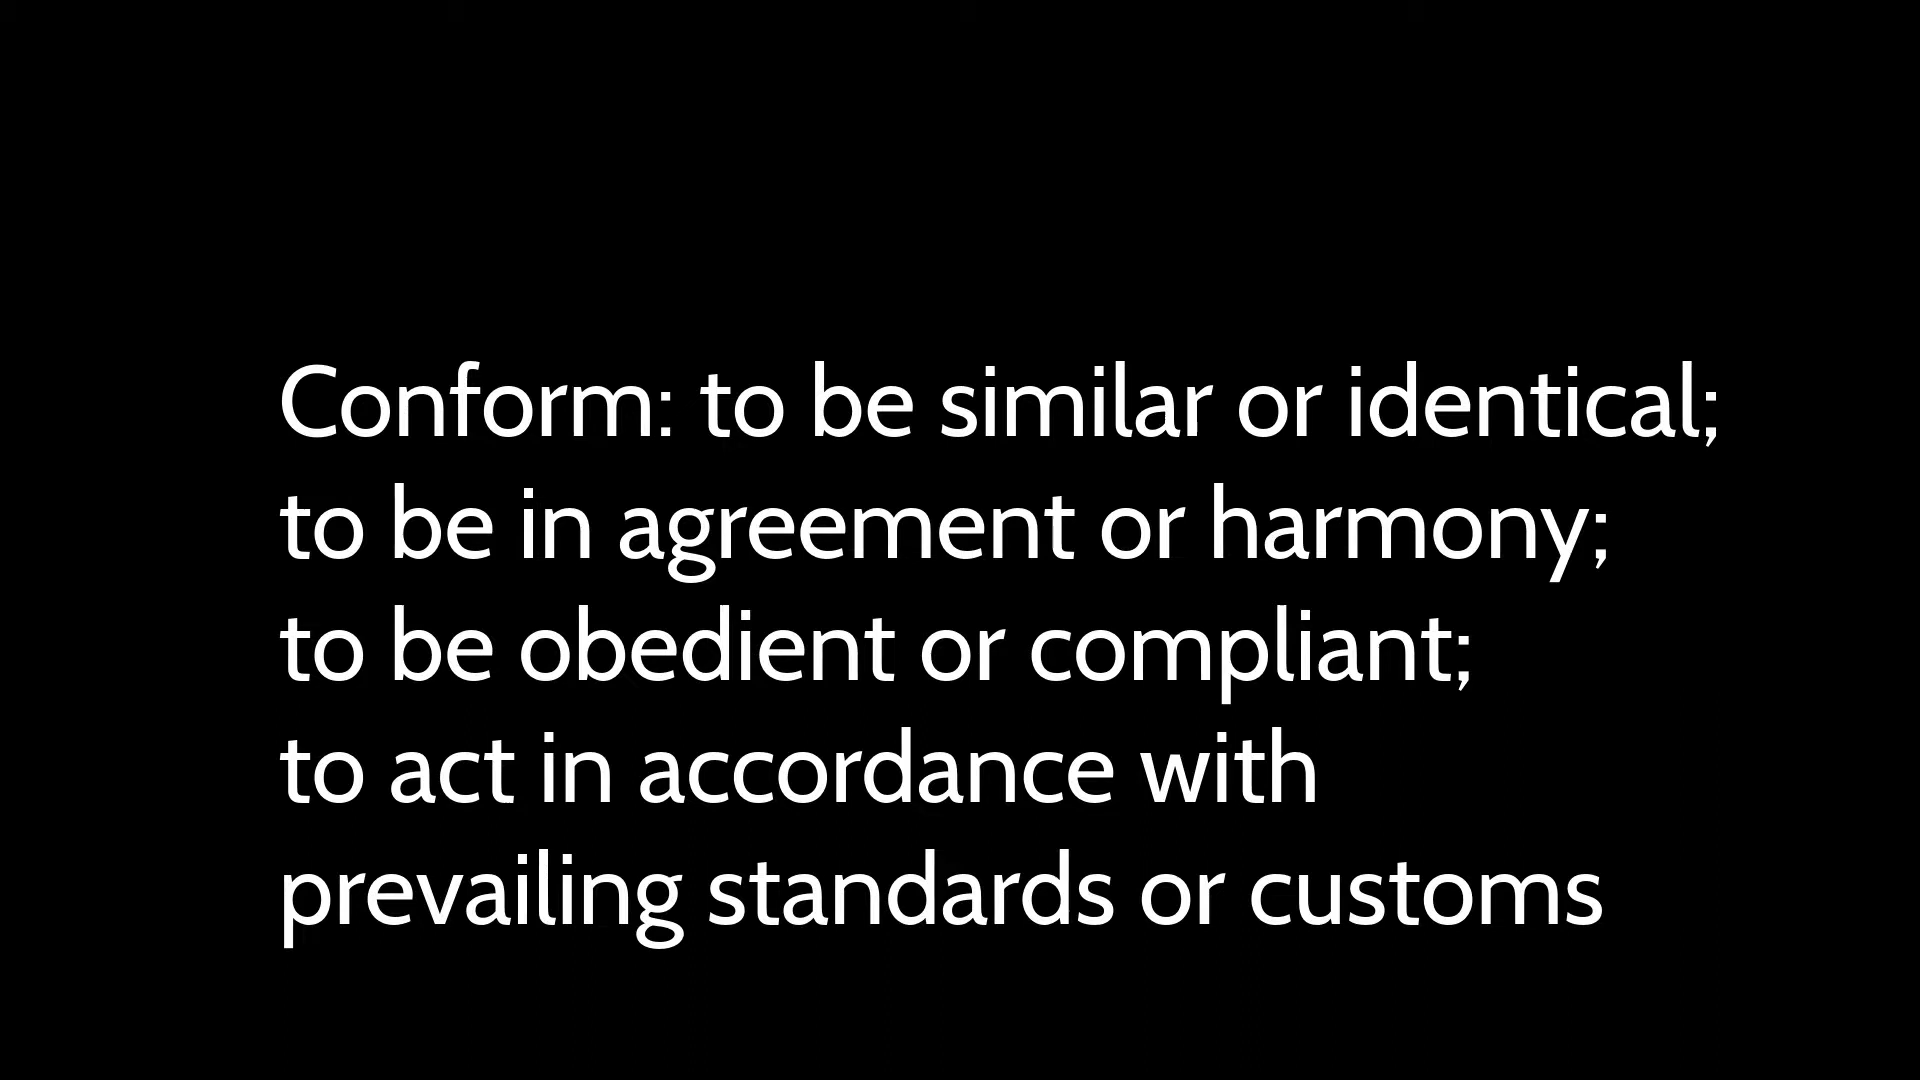 Conform: to be similar or identical;
to be in agreement or harmony;
to be obedient or compliant;
to act in accordance with
prevailing standards or customs